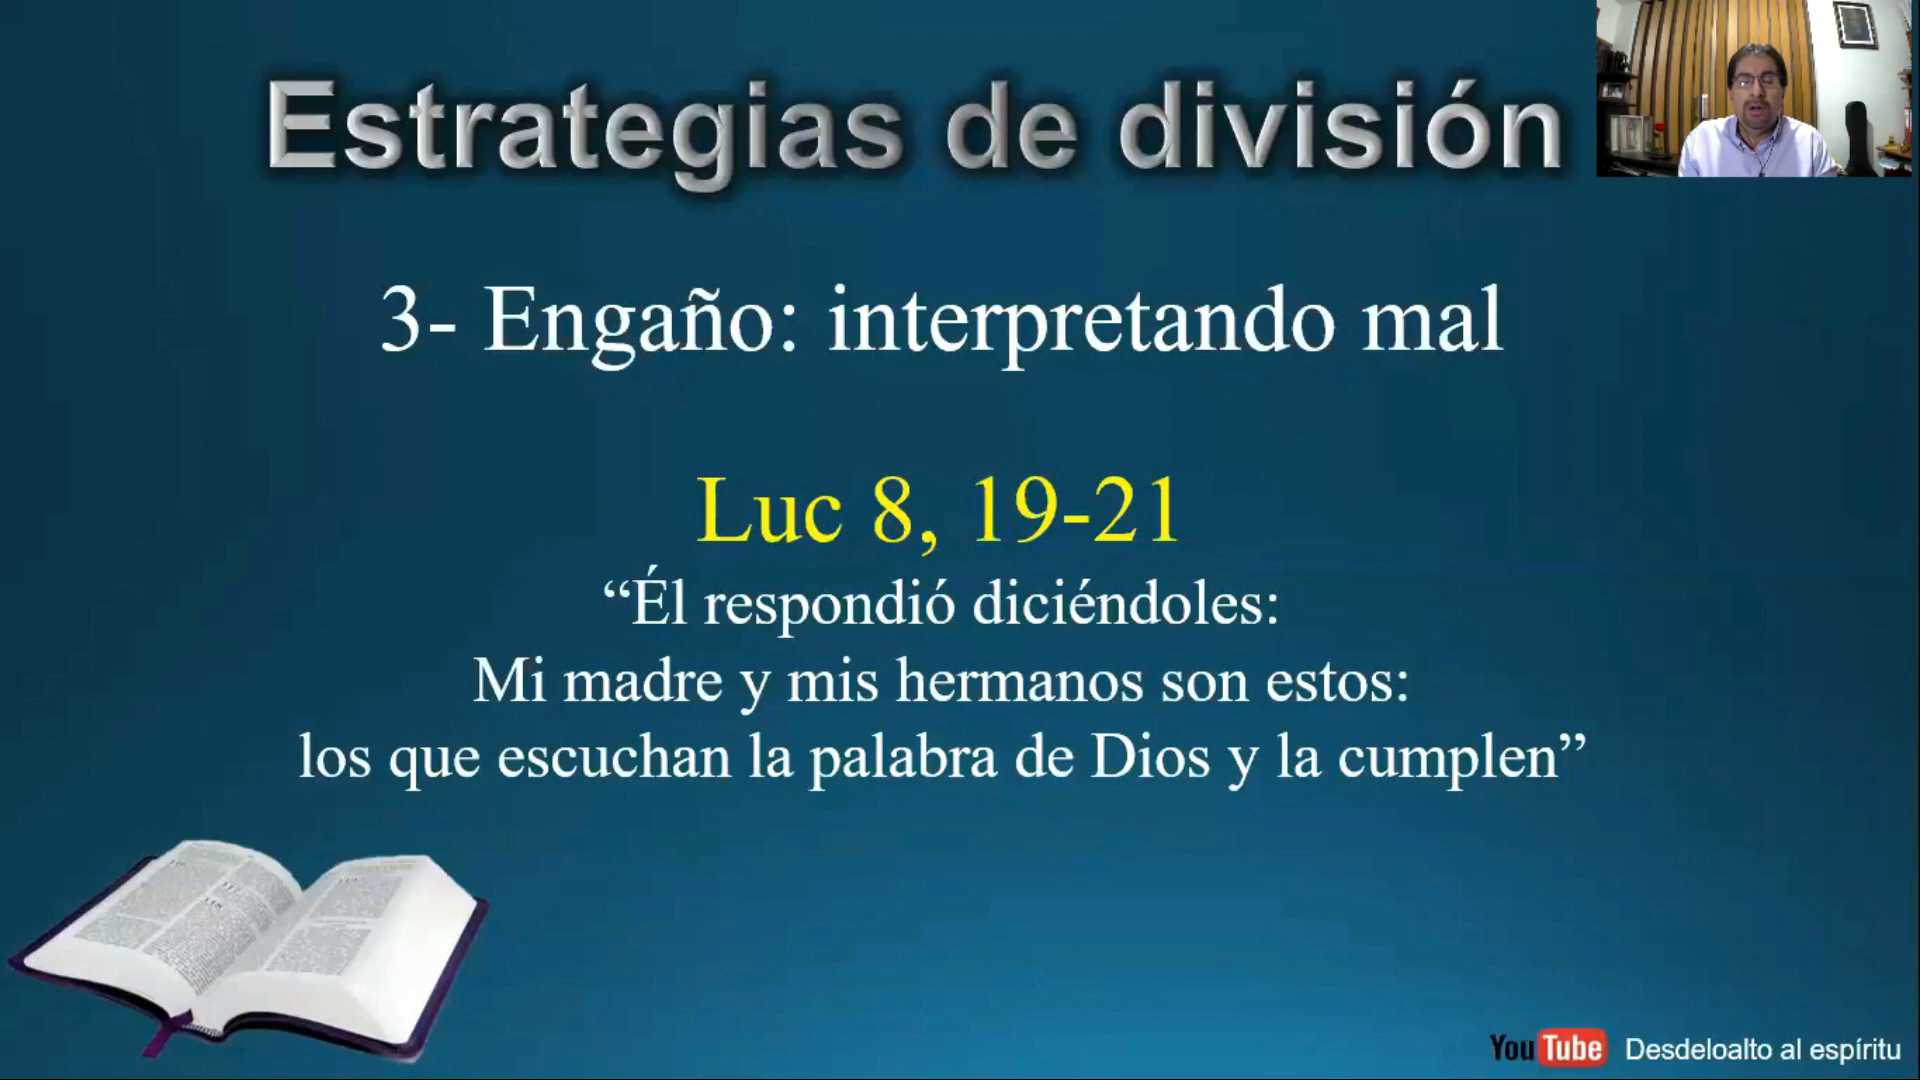 Estrategias de división
3- Engaño: interpretando mal
Luc 8, 19-21
“Él respondió diciéndoles:
Mi madre y mis hermanos son estos:
los que escuchan la palabra de Dios y la cumplen”
YouTube Desdeloalto al espíritu